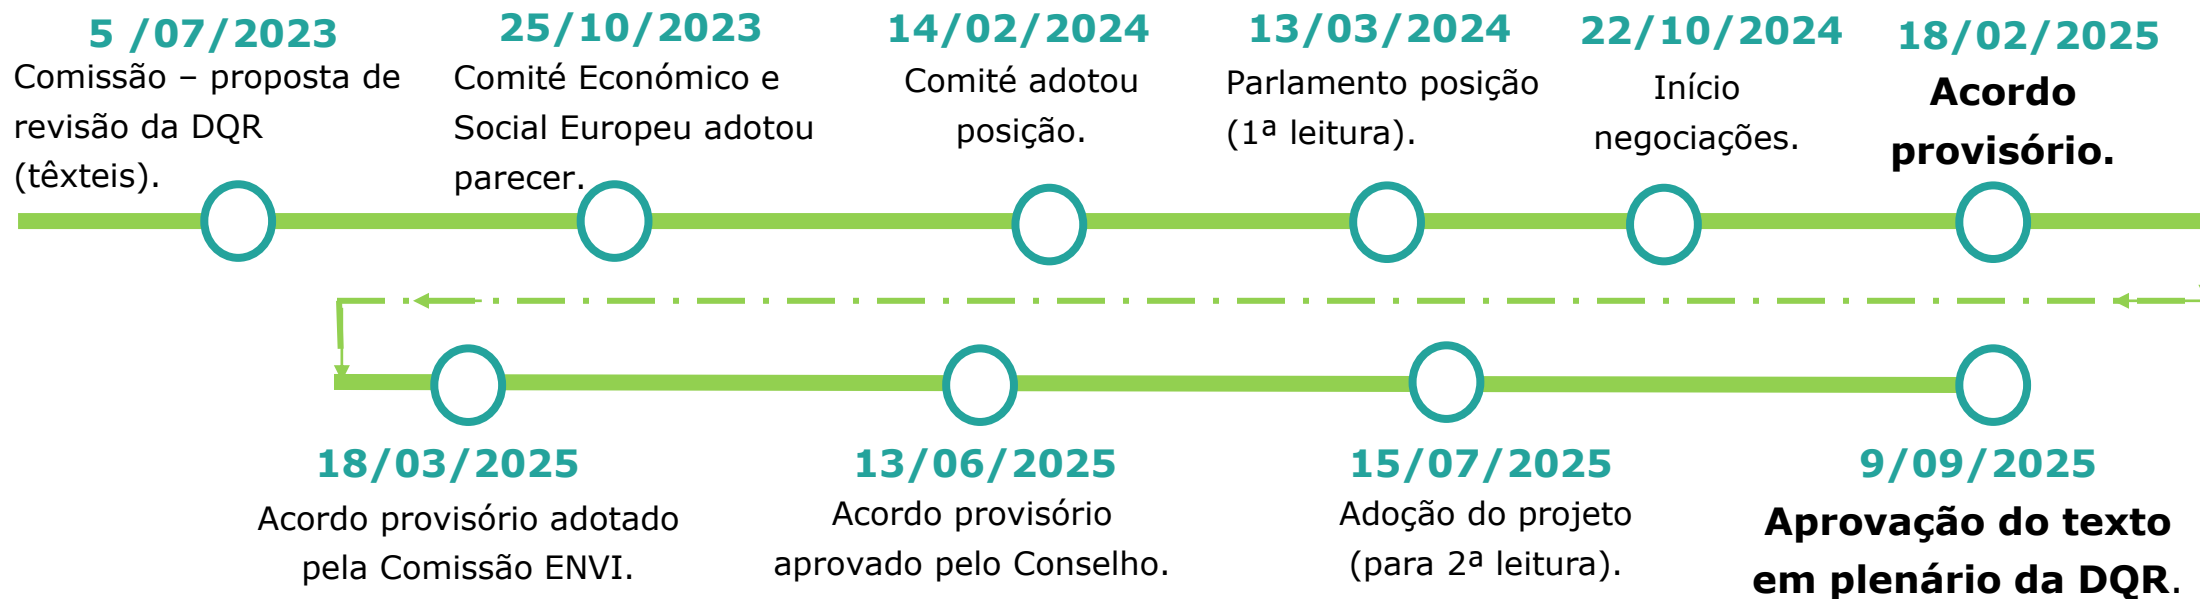 5 /07/2023
Comissão – proposta de
revisão da DQR
(têxteis).
25/10/2023
Comité Económico e
Social Europeu adotou
parecer.
14/02/2024
Comité adotou
posição.
13/03/2024
Parlamento posição
(1ª leitura).
22/10/2024
Início
negociações.
18/02/2025
Acordo
provisório.
18/03/2025
Acordo provisório adotado
pela Comissão ENVI.
13/06/2025
Acordo provisório
aprovado pelo Conselho.
15/07/2025
Adoção do projeto
(para 2ª leitura).
9/09/2025
Aprovação do texto
em plenário da DQR.